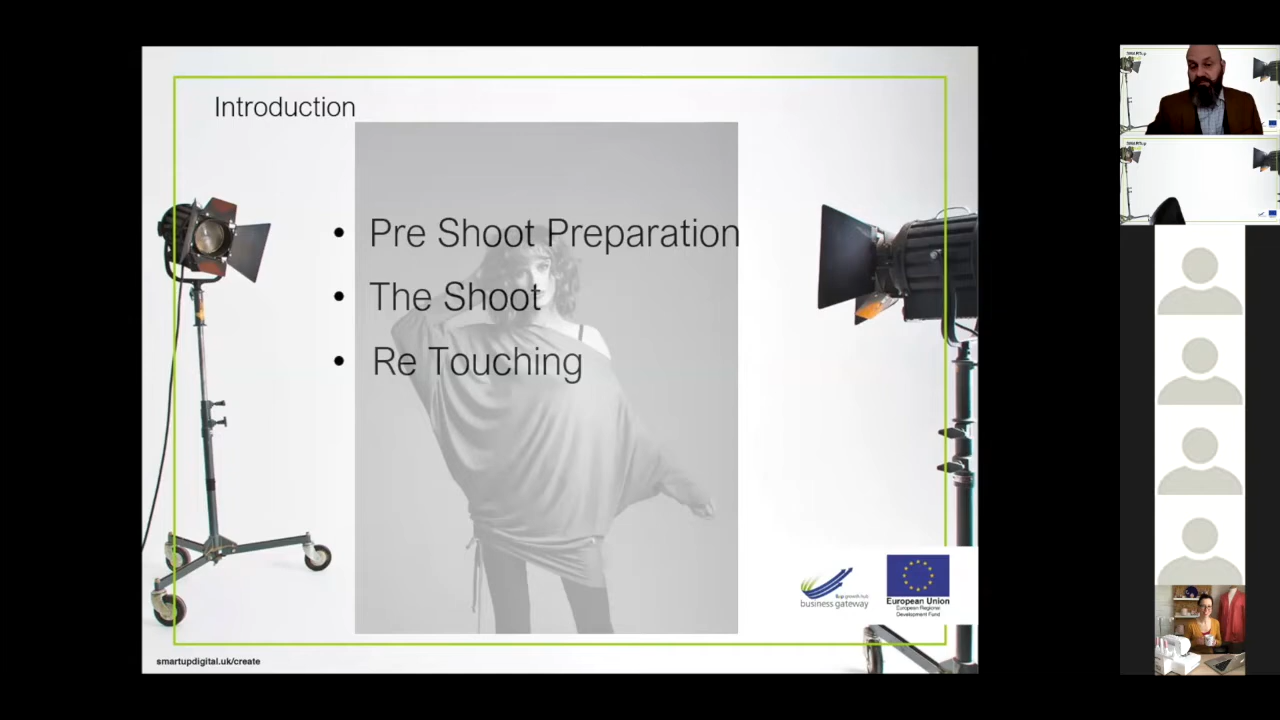 Introduction
• Pre Shoot Preparation
• The Shoot
• Re Touching
business gateway
European Union
European Regional
Development Fund
smartupdigital.uk/create